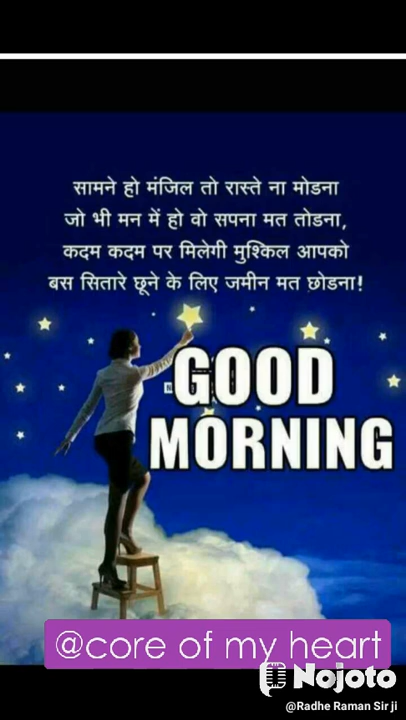 सामने हो मंजिल तो रास्ते ना मोडना
जो भी मन में हो वो सपना मत तोडना,
कदम कदम पर मिलेगी मुश्किल आपको
बस सितारे छूने के लिए जमीन मत छोडना!
GOOD
MORNING
@core of my heart
Nojoto
@Radhe Raman Sir ji